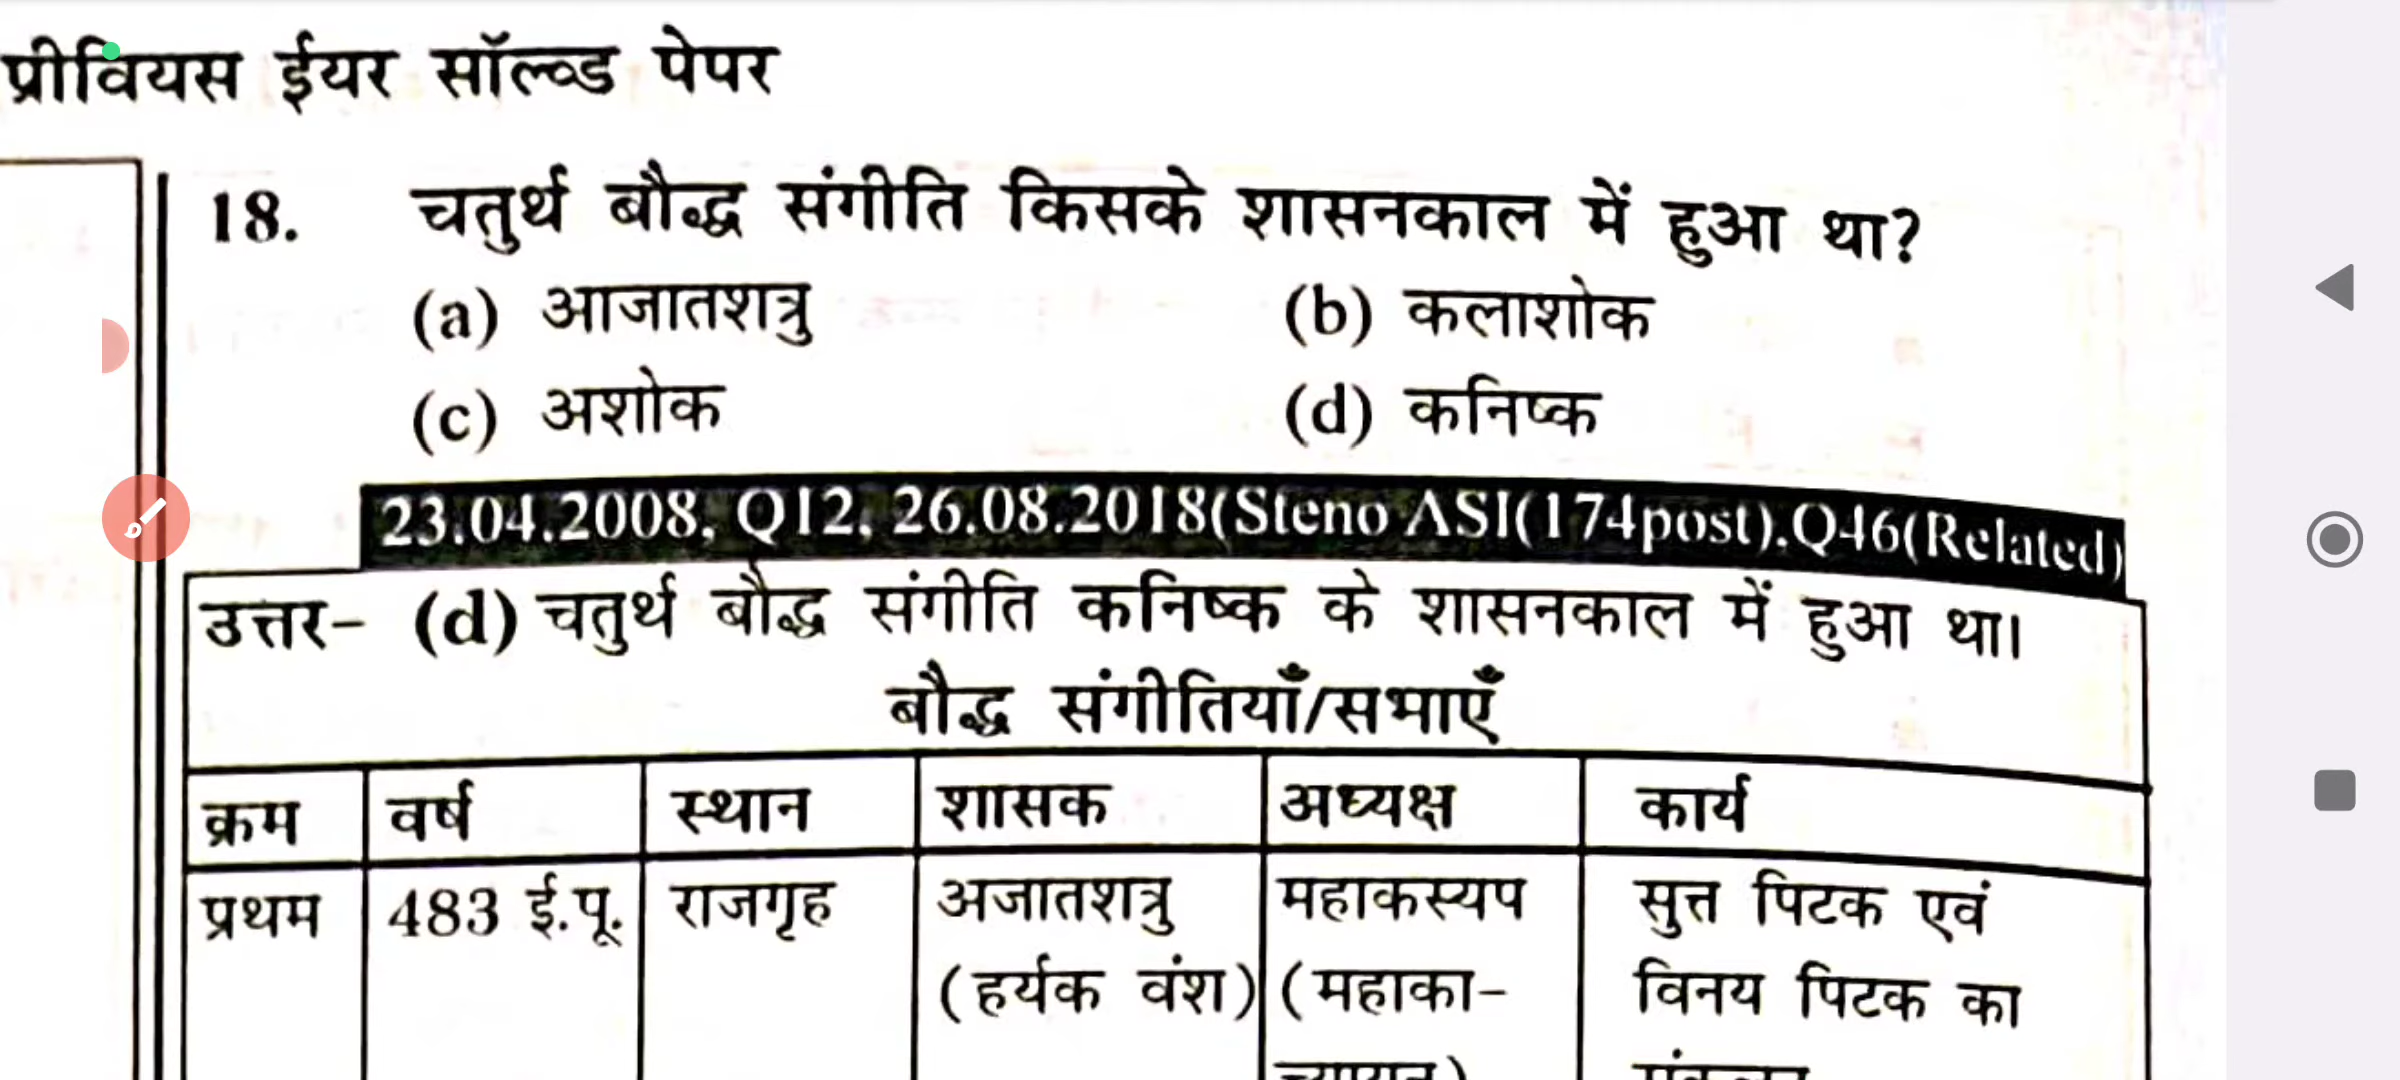 प्रीवियस ईयर सॉल्व्ड पेपर
18. चतुर्थ बौद्ध संगीति किसके शासनकाल में हुआ था?
(a) आजातशत्रु (b) कलाशोक
(c) अशोक (d) कनिष्क
23.04.2008, Q12, 26.08.2018(Steno ASI(174post),Q46(Related)
उत्तर- (d) चतुर्थ बौद्ध संगीति कनिष्क के शासनकाल में हुआ था।
बौद्ध संगीतियाँ/सभाएँ
क्रम वर्ष स्थान शासक अध्यक्ष कार्य
प्रथम 483 ई.पू. राजगृह अजातशत्रु महाकस्यप सुत्त पिटक एवं
(हर्यक वंश) (महाका- विनय पिटक का